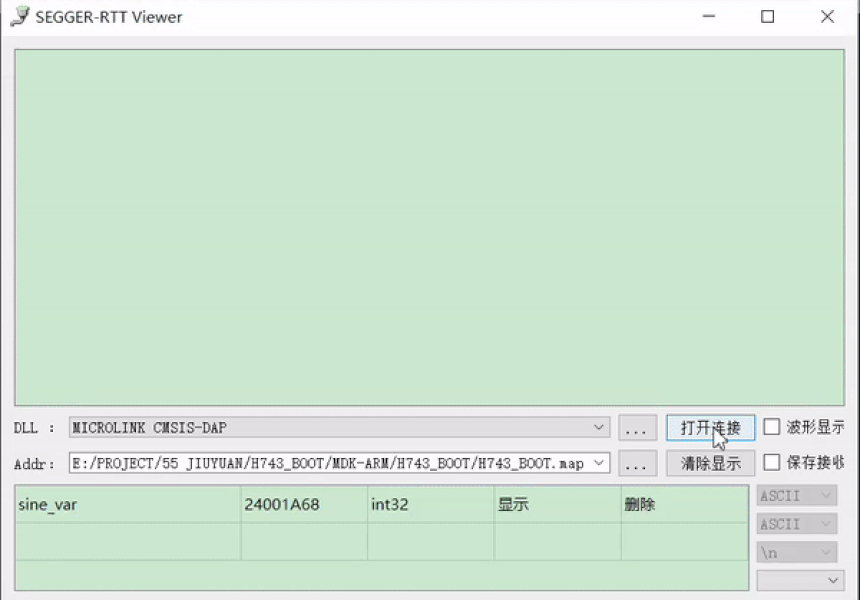 SEGGER-RTT Viewer
DLL : MICROLINK CMSIS-DAP ... 打开连接 波形显示
Addr: E:/PROJECT/55_JIUYUAN/H743_BOOT/MDK-ARM/H743_BOOT/H743_BOOT.map ... 清除显示 保存接收
sine_var 24001A68 int32 显示 删除
ASCII
ASCII
\n